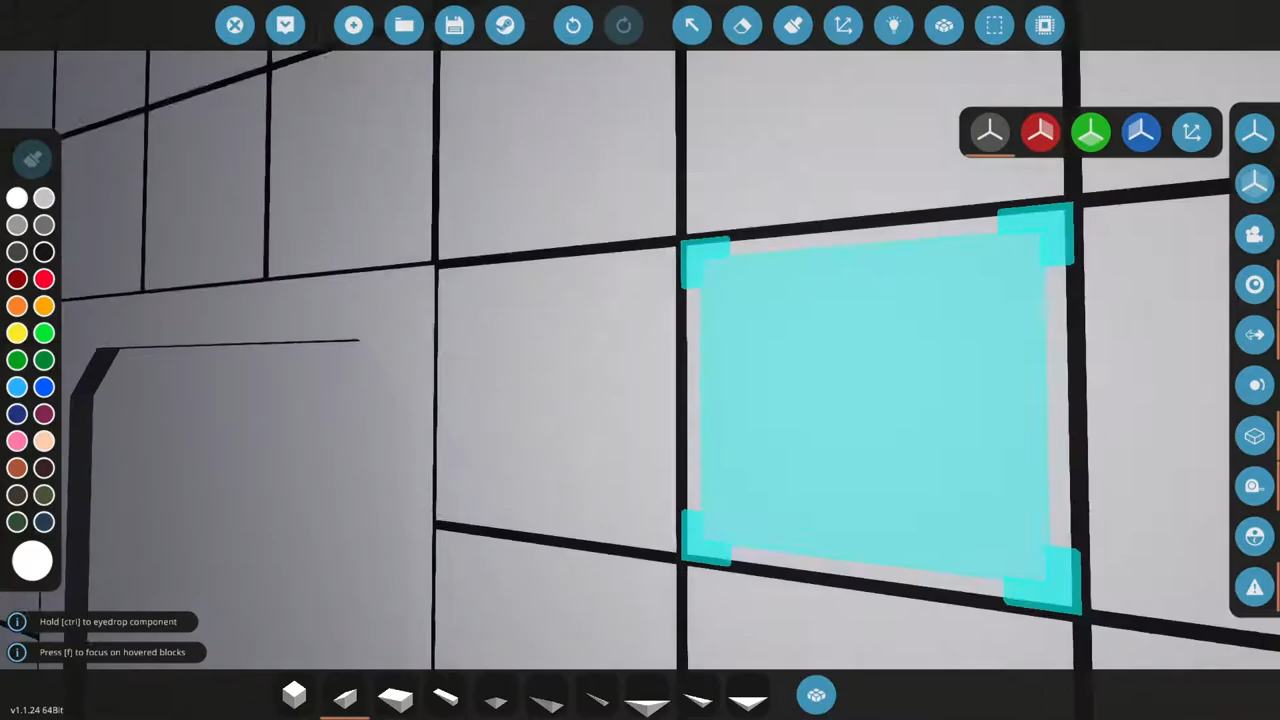 Hold [ctrl] to eyedrop component
Press [f] to focus on hovered blocks
v1.1.24 64Bit